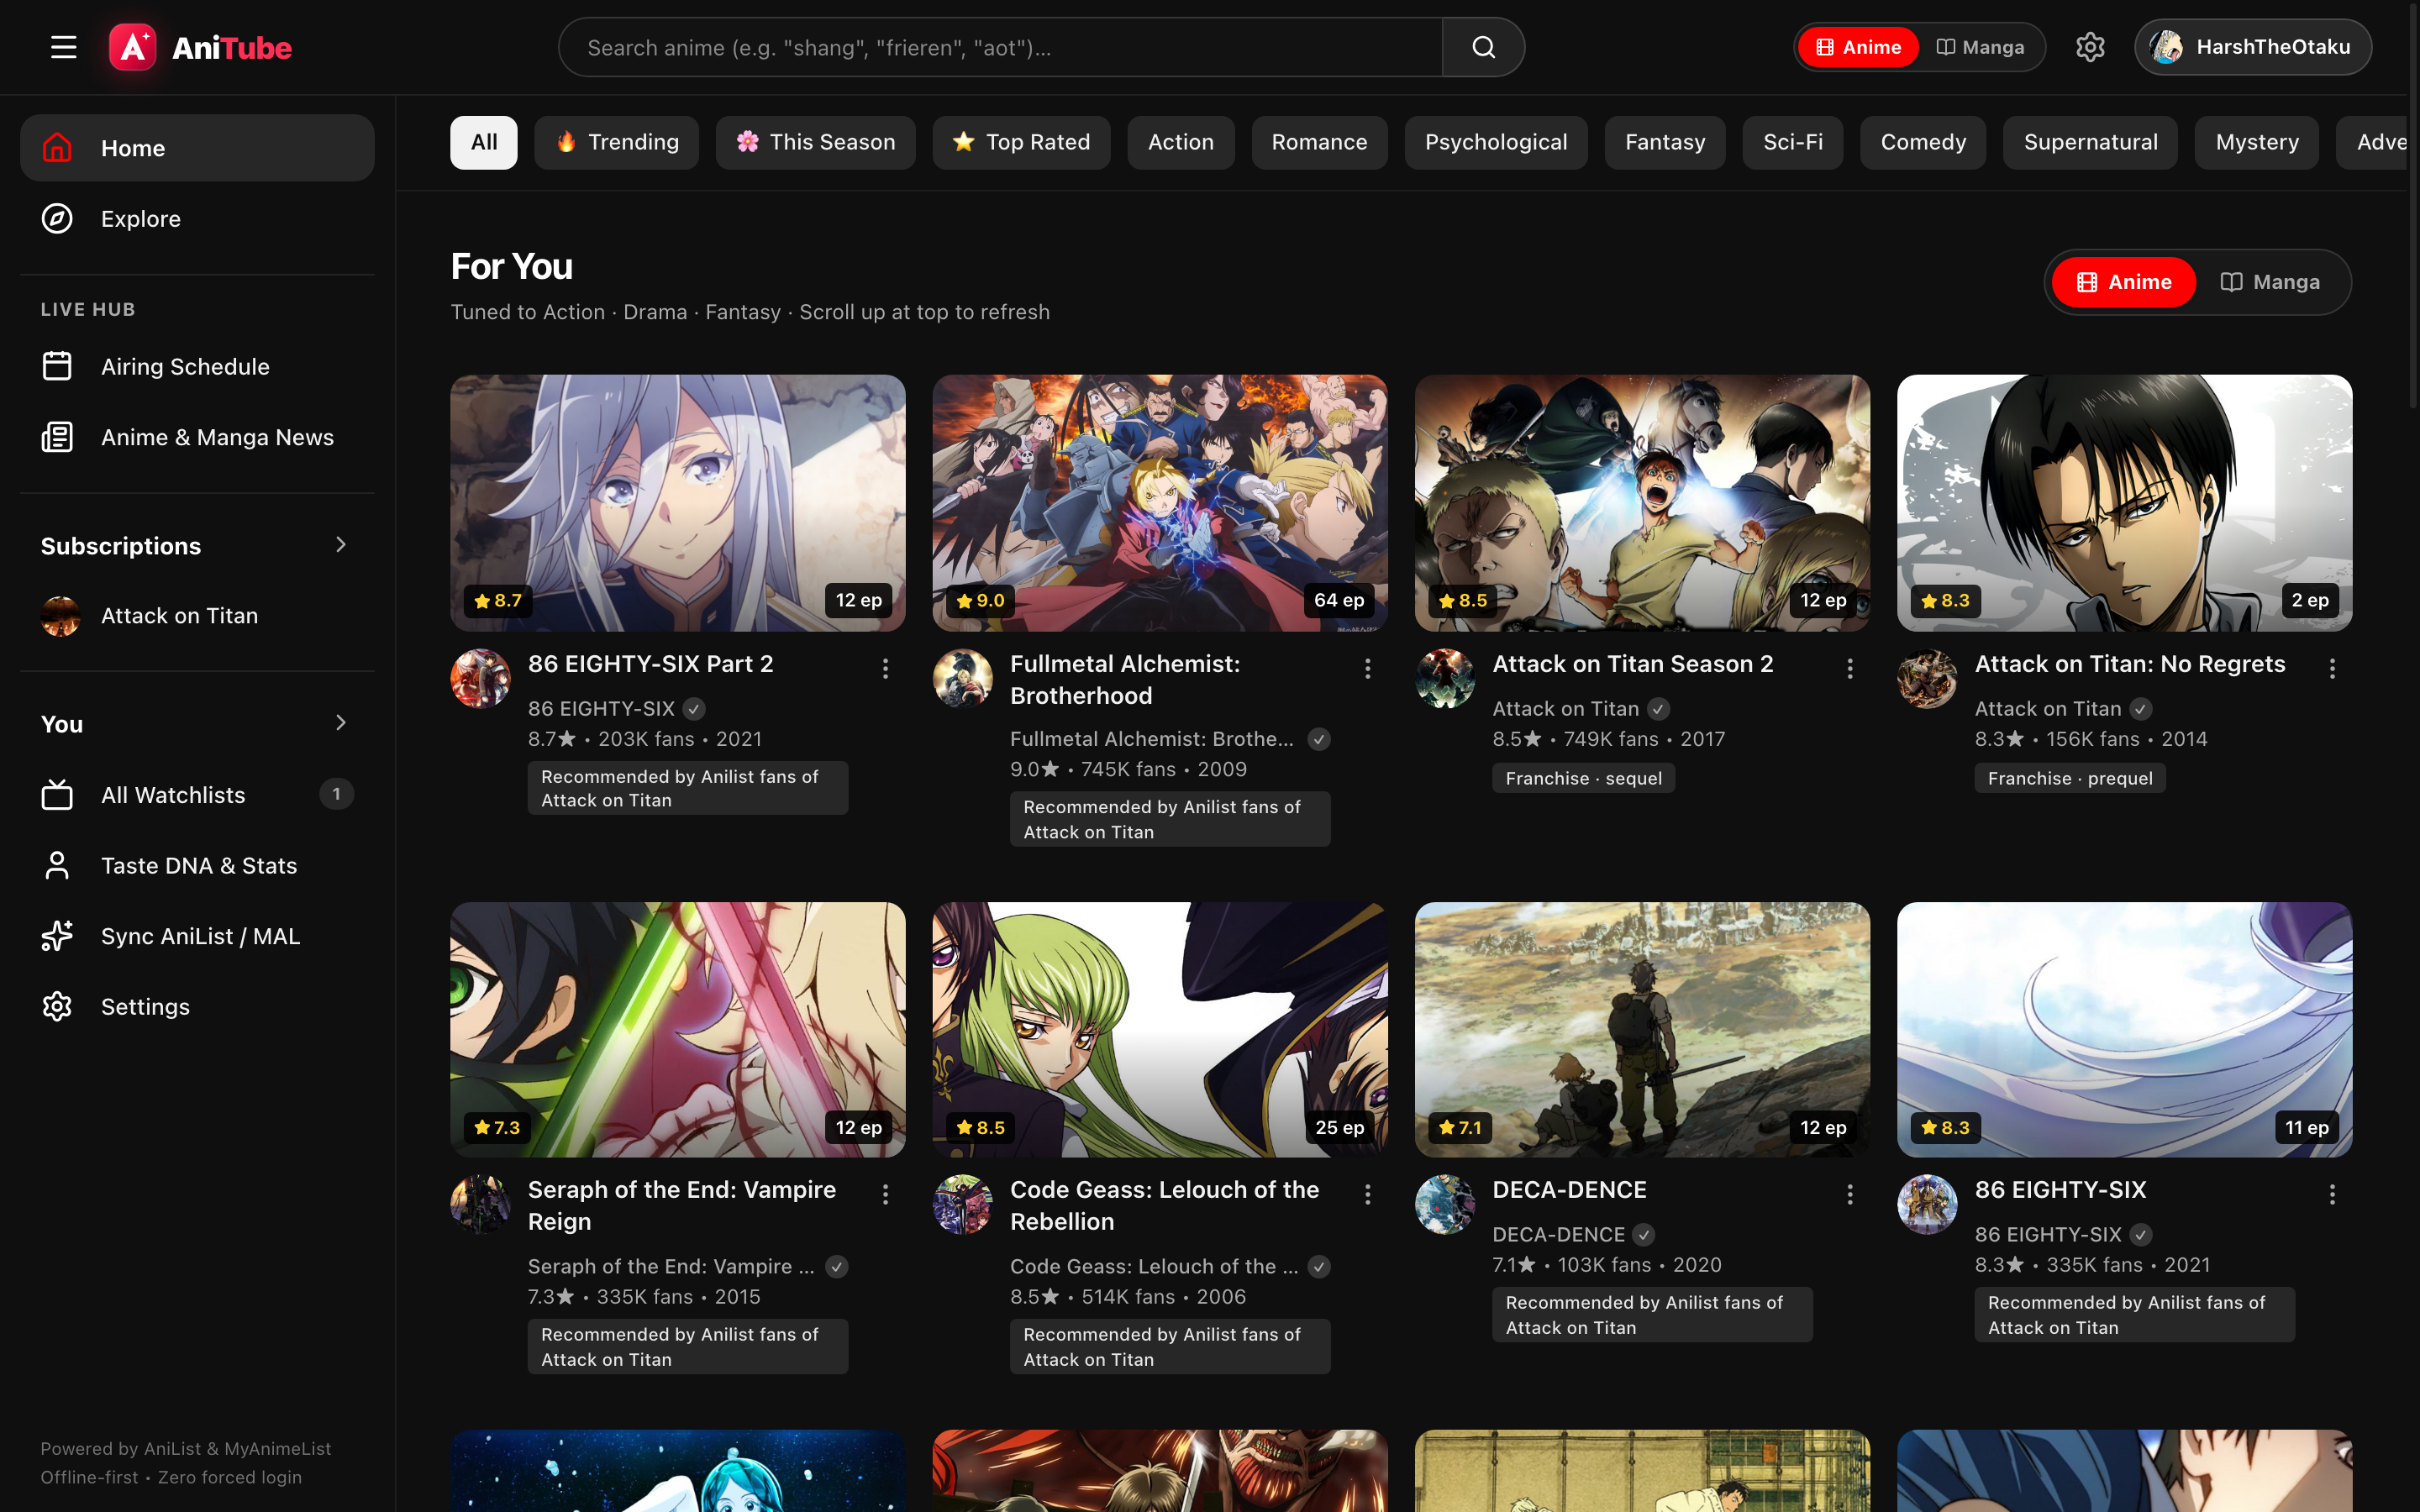 AniTube
Search anime (e.g. "shang", "frieren", "aot")...
Anime
Manga
HarshTheOtaku
Home
Explore
LIVE HUB
Airing Schedule
Anime & Manga News
Subscriptions
Attack on Titan
You
All Watchlists
1
Taste DNA & Stats
Sync AniList / MAL
Settings
Powered by AniList & MyAnimeList
Offline-first • Zero forced login
All
🔥 Trending
🌸 This Season
⭐ Top Rated
Action
Romance
Psychological
Fantasy
Sci-Fi
Comedy
Supernatural
Mystery
Adve
For You
Tuned to Action · Drama · Fantasy · Scroll up at top to refresh
Anime
Manga
★ 8.7
12 ep
86 EIGHTY-SIX Part 2
86 EIGHTY-SIX
8.7★ • 203K fans • 2021
Recommended by Anilist fans of
Attack on Titan
★ 9.0
64 ep
Fullmetal Alchemist:
Brotherhood
Fullmetal Alchemist: Brothe...
9.0★ • 745K fans • 2009
Recommended by Anilist fans of
Attack on Titan
★ 8.5
12 ep
Attack on Titan Season 2
Attack on Titan
8.5★ • 749K fans • 2017
Franchise · sequel
★ 8.3
2 ep
Attack on Titan: No Regrets
Attack on Titan
8.3★ • 156K fans • 2014
Franchise · prequel
★ 7.3
12 ep
Seraph of the End: Vampire
Reign
Seraph of the End: Vampire ...
7.3★ • 335K fans • 2015
Recommended by Anilist fans of
Attack on Titan
★ 8.5
25 ep
Code Geass: Lelouch of the
Rebellion
Code Geass: Lelouch of the ...
8.5★ • 514K fans • 2006
Recommended by Anilist fans of
Attack on Titan
★ 7.1
12 ep
DECA-DENCE
DECA-DENCE
7.1★ • 103K fans • 2020
Recommended by Anilist fans of
Attack on Titan
★ 8.3
11 ep
86 EIGHTY-SIX
86 EIGHTY-SIX
8.3★ • 335K fans • 2021
Recommended by Anilist fans of
Attack on Titan